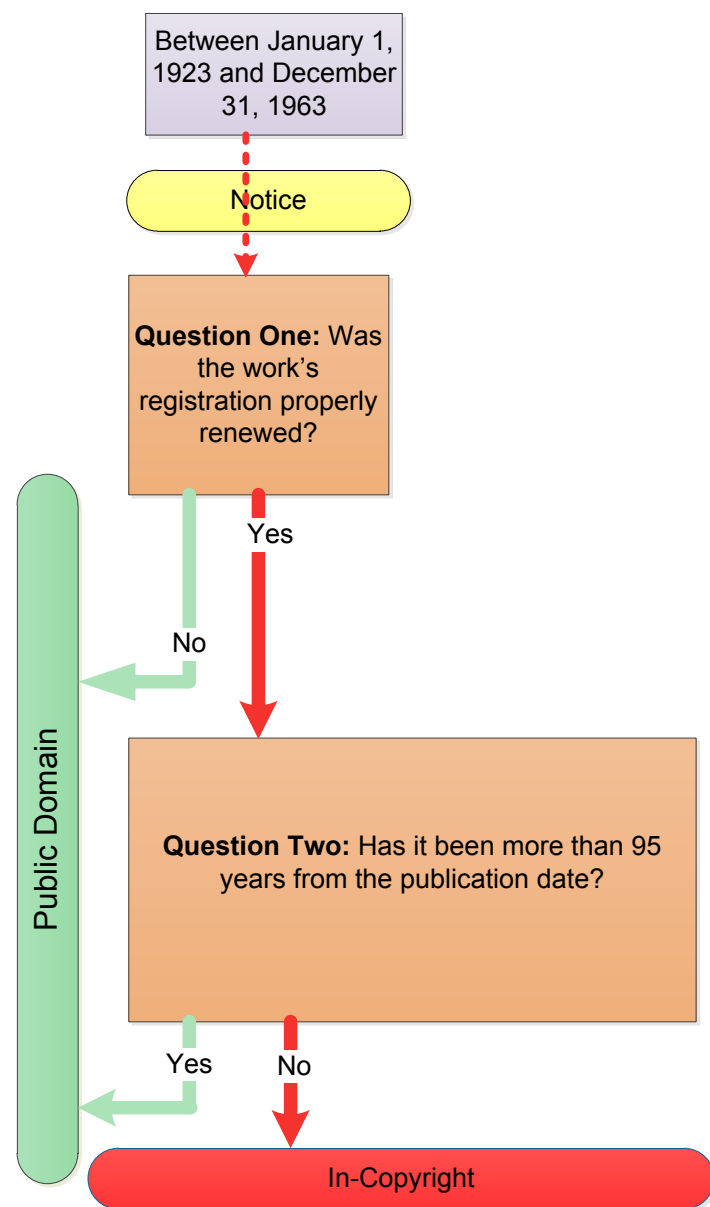 Between January 1,
1923 and December
31, 1963
Notice
Question One: Was
the work’s
registration properly
renewed?
Yes
No
Public Domain
Question Two: Has it been more than 95
years from the publication date?
Yes
No
In-Copyright